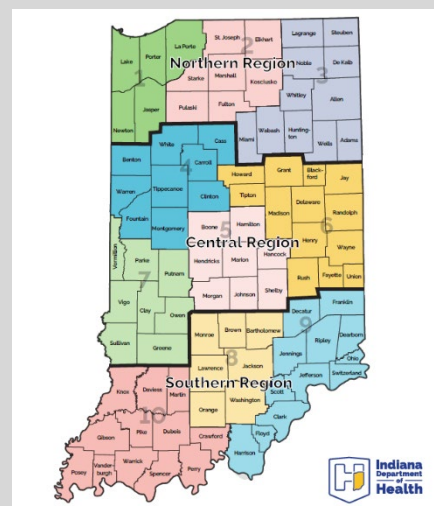 St. Joseph
Elkhart
Lagrange
Steuben
La Porte
2
Lake
Porter
Northern Region
Noble
De Kalb
1
Starke
Marshall
Kosciusko
3
Whitley
Allen
Jasper
Pulaski
Fulton
Newton
Miami
Wabash
Hunting-
ton
Wells
Adams
White
Cass
Benton
4
Carroll
Howard
Grant
Black-
ford
Jay
Warren
Tippecanoe
Clinton
Tipton
Madison
Delaware
Randolph
Fountain
Montgomery
Boone
5
Hamilton
6
Henry
Wayne
Central Region
Vermillion
Parke
Putnam
Hendricks
Marion
Hancock
7
Rush
Fayette
Union
Vigo
Clay
Owen
Morgan
Johnson
Shelby
Sullivan
Greene
Monroe
Brown
Bartholomew
Decatur
Franklin
9
8
Ripley
Dearborn
Lawrence
Jackson
Jennings
Ohio
Southern Region
Jefferson
Switzerland
Knox
Daviess
Martin
Orange
Washington
Scott
Clark
10
Gibson
Pike
Dubois
Crawford
Floyd
Harrison
Posey
Vander-
burgh
Warrick
Spencer
Perry
Indiana
Department
of
Health